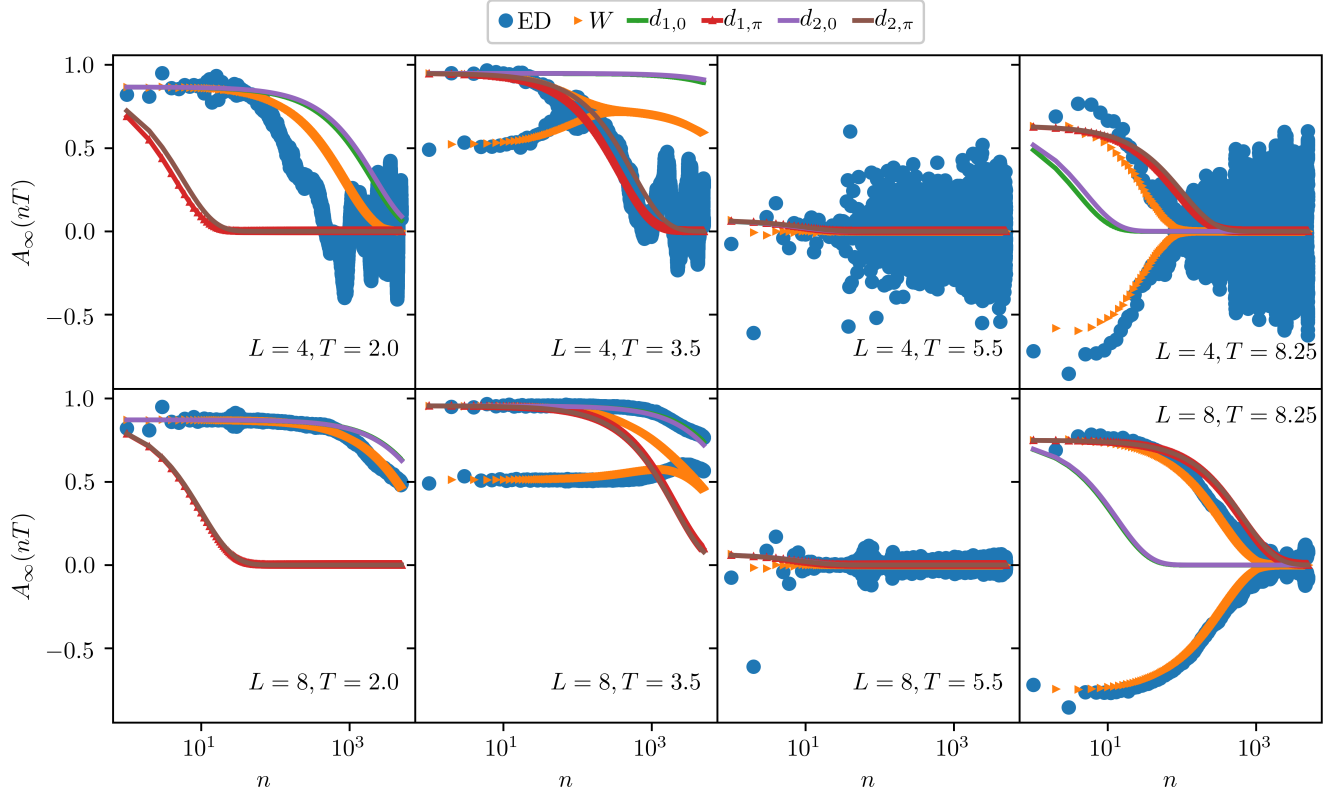 ED W d_{1,0} d_{1,π} d_{2,0} d_{2,π}
1.0
0.5
0.0
−0.5
A_∞(nT)
L = 4, T = 2.0
L = 4, T = 3.5
L = 4, T = 5.5
L = 4, T = 8.25
1.0
0.5
0.0
−0.5
A_∞(nT)
L = 8, T = 2.0
L = 8, T = 3.5
L = 8, T = 5.5
L = 8, T = 8.25
10^1 10^3 10^1 10^3 10^1 10^3 10^1 10^3
n n n n